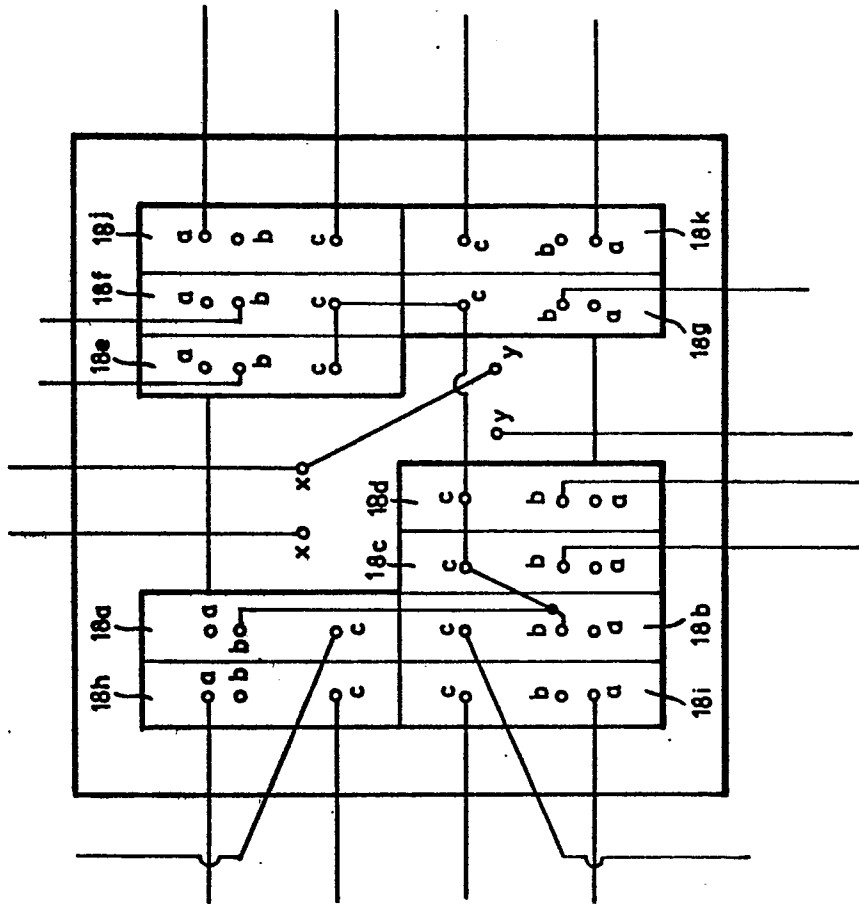 18h 18a 18e 18f 18j
a a a a a
b b b b b
x x
c c c c c
18c 18d
c c c c c c
y y
b b b b b b
a a a a a a
18i 18b 18g 18k